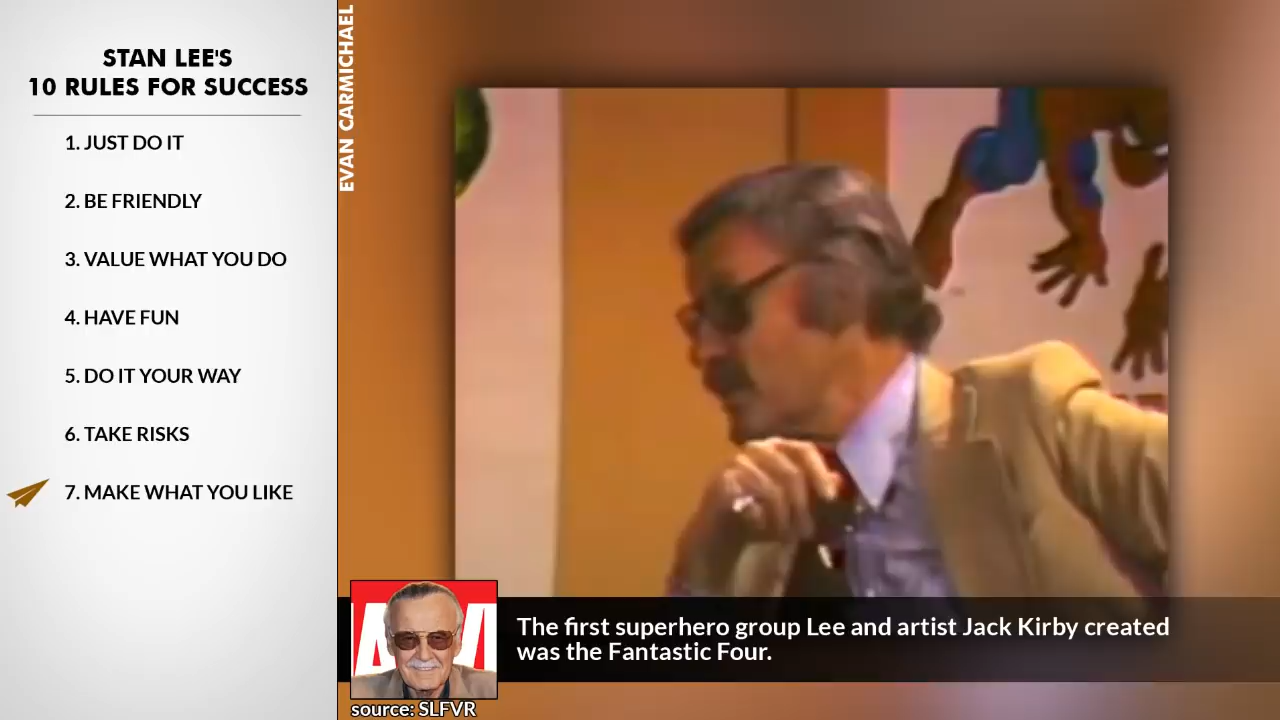 STAN LEE'S
10 RULES FOR SUCCESS
1. JUST DO IT
2. BE FRIENDLY
3. VALUE WHAT YOU DO
4. HAVE FUN
5. DO IT YOUR WAY
6. TAKE RISKS
7. MAKE WHAT YOU LIKE
EVAN CARMICHAEL
The first superhero group Lee and artist Jack Kirby created
was the Fantastic Four.
source: SLFVR